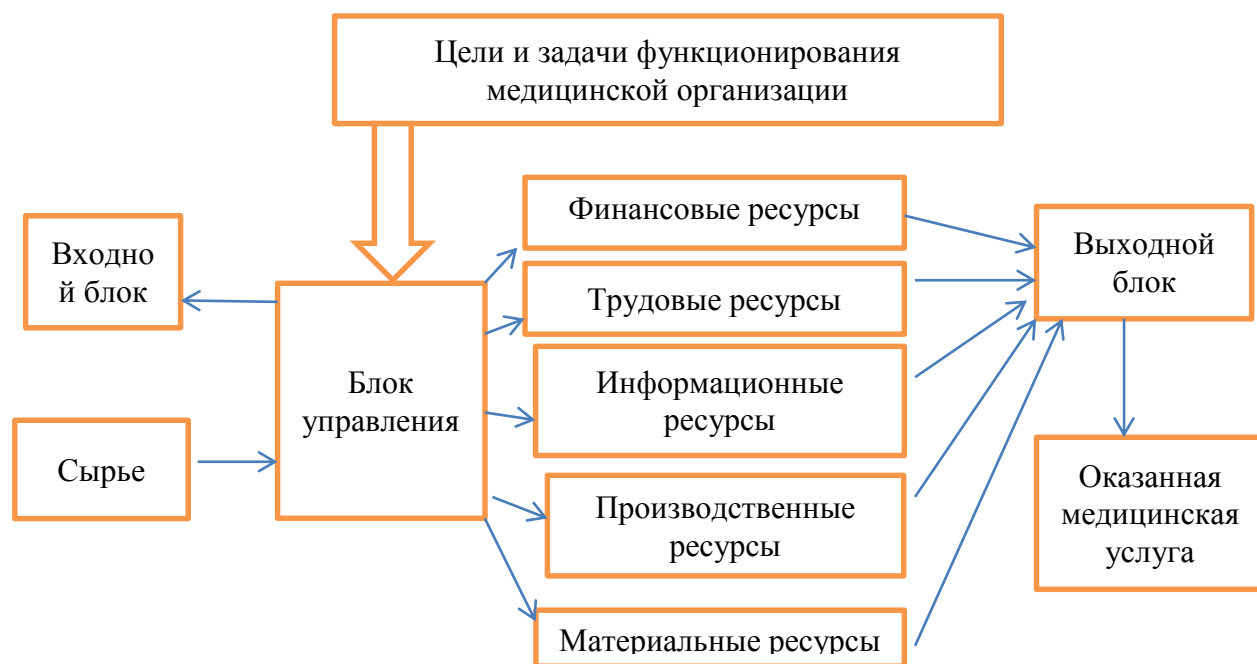 Цели и задачи функционирования
медицинской организации
Финансовые ресурсы
Входно
й блок
Выходной
блок
Трудовые ресурсы
Блок
управления
Информационные
ресурсы
Сырье
Оказанная
медицинская
услуга
Производственные
ресурсы
Материальные ресурсы